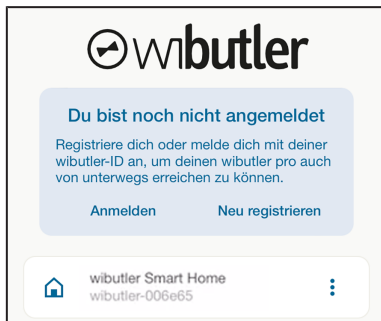 wibutler
Du bist noch nicht angemeldet
Registriere dich oder melde dich mit deiner
wibutler-ID an, um deinen wibutler pro auch
von unterwegs erreichen zu können.
Anmelden Neu registrieren
wibutler Smart Home
wibutler-006e65